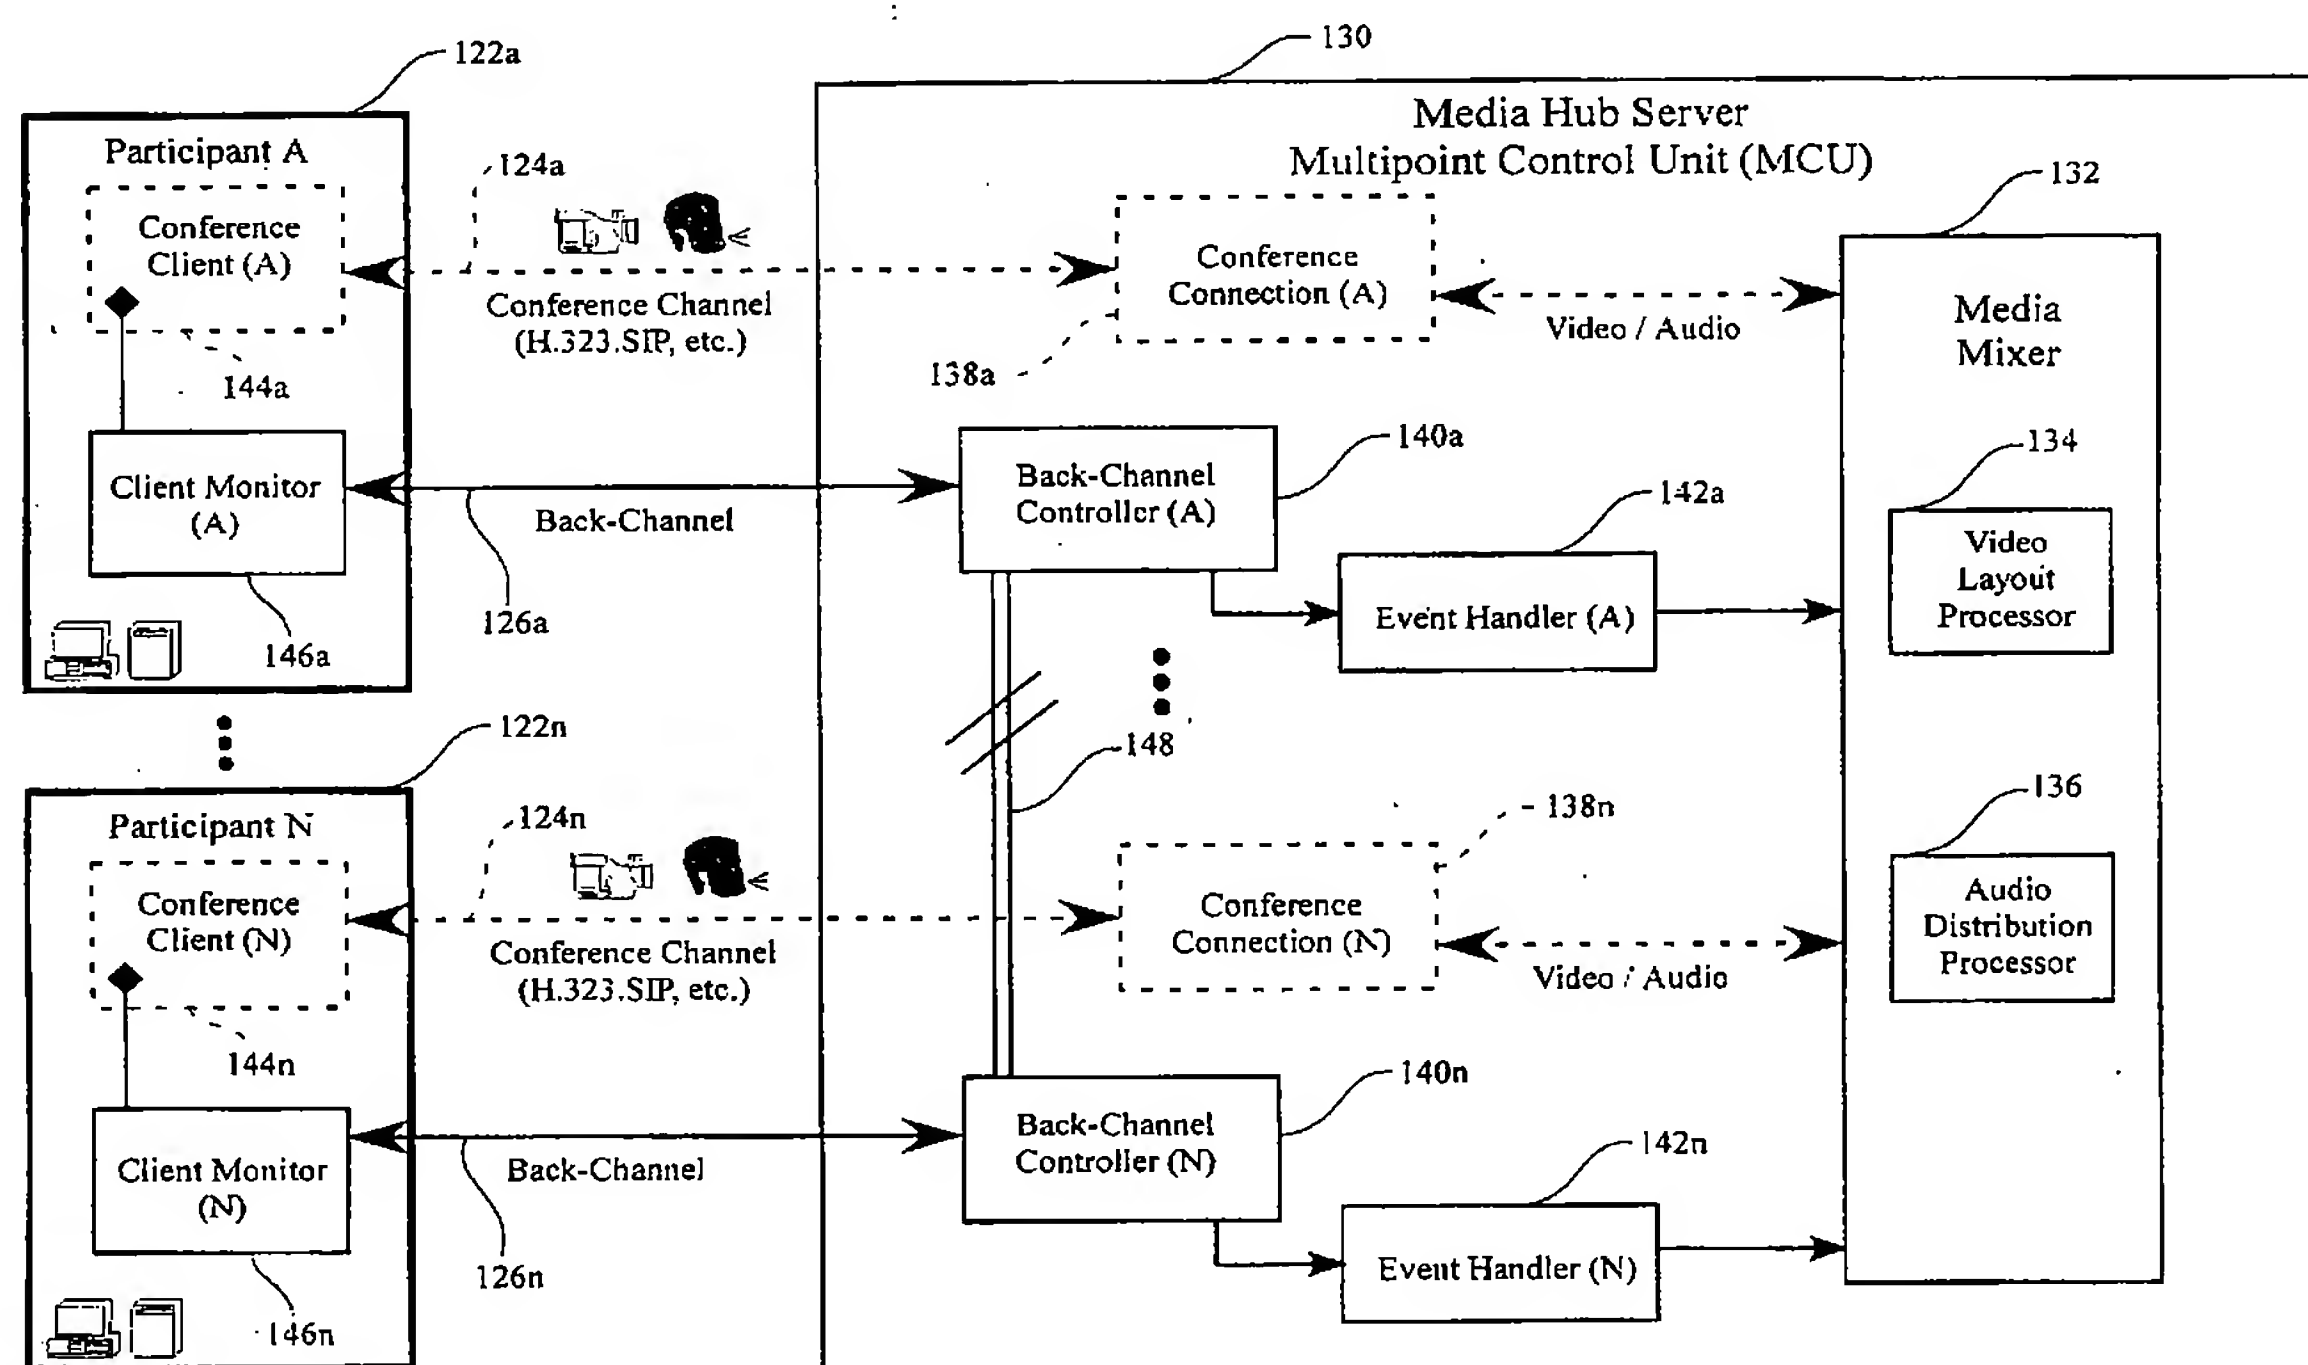 122a
130
Media Hub Server
Multipoint Control Unit (MCU)
Participant A
124a
132
Conference
Client (A)
Conference
Connection (A)
Conference Channel
(H.323.SIP, etc.)
Video / Audio
Media
Mixer
138a
144a
140a
134
Back-Channel
Controller (A)
Client Monitor
(A)
Back-Channel
142a
Video
Layout
Processor
126a
Event Handler (A)
146a
122n
148
136
138n
Participant N
124n
Conference
Client (N)
Conference
Connection (N)
Audio
Distribution
Processor
Conference Channel
(H.323.SIP, etc.)
Video / Audio
144n
140n
Back-Channel
Controller (N)
142n
Client Monitor
(N)
Back-Channel
126n
Event Handler (N)
146n